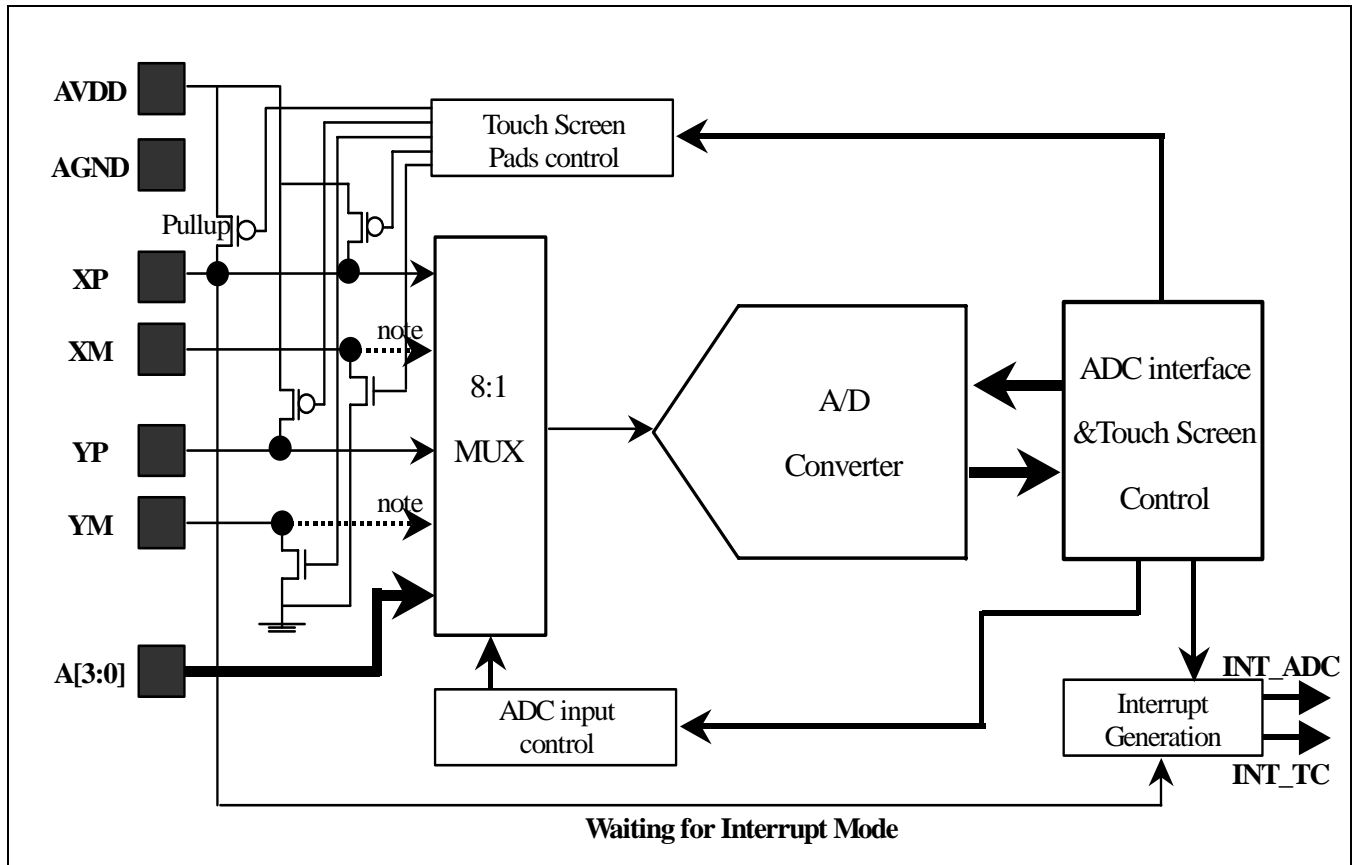 AVDD
AGND
Pullup
XP
XM
YP
YM
A[3:0]
Touch Screen
Pads control
note
note
8:1
MUX
A/D
Converter
ADC interface
&Touch Screen
Control
ADC input
control
Interrupt
Generation
INT_ADC
INT_TC
Waiting for Interrupt Mode